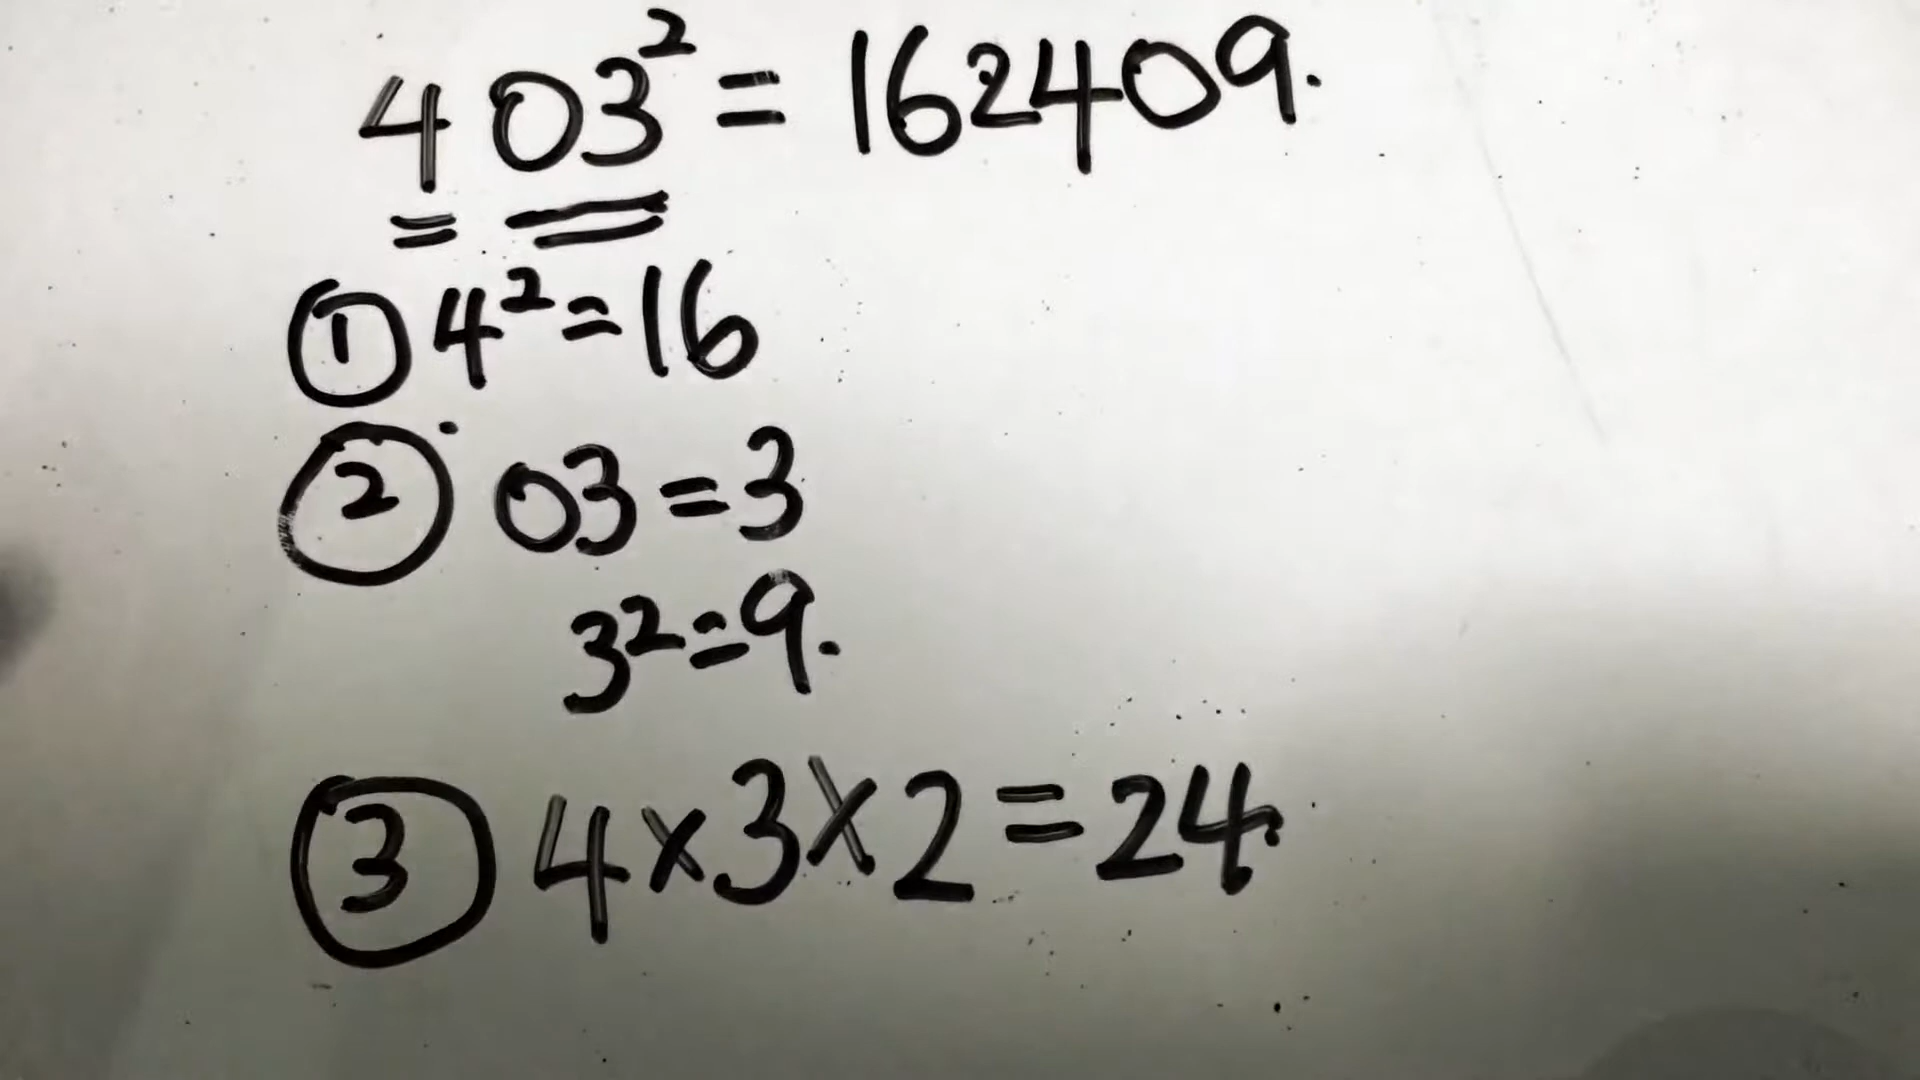 403² = 162409.
① 4² = 16
② 03 = 3
3² = 9.
③ 4 × 3 × 2 = 24